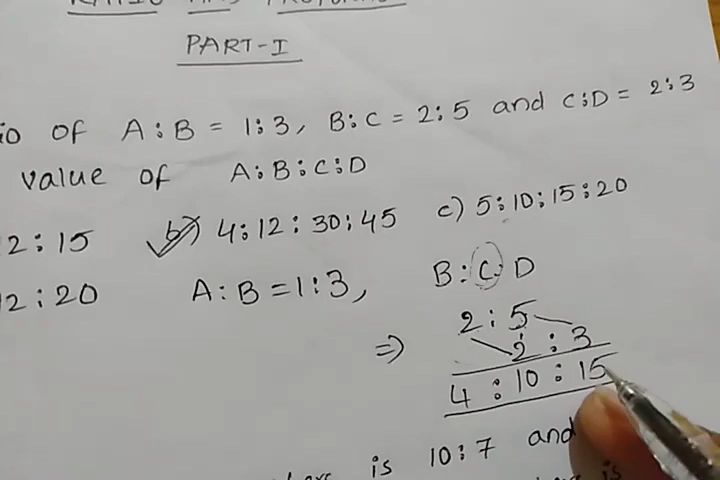 PART-I
OF A:B = 1:3, B:C = 2:5 and C:D = 2:3
value of A:B:C:D
2:15 b) 4:12:30:45 c) 5:10:15:20
2:20 A:B = 1:3, B:C:D
⇒ 2:5
2:3
4:10:15
is 10:7 and
is